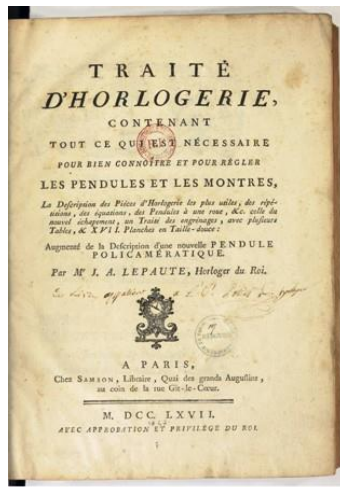 TRAITÉ
D'HORLOGERIE,
CONTENANT
TOUT CE QUI EST NÉCESSAIRE
POUR BIEN CONNOÎTRE ET POUR RÉGLER
LES PENDULES ET LES MONTRES,
La Description des Piéces d'Horlogerie les plus utiles, des répé-
titions, des équations, des Pendules à une roue, &c. celle du
nouvel échapement, un Traité des engrénages, avec plusieurs
Tables, & XVII. Planches en Taille-douce:
Augmenté de la Description d'une nouvelle PENDULE
POLICAMÉRATIQUE.
Par Mr J. A. LEPAUTE, Horloger du Roi.
A PARIS,
Chez SAMSON, Libraire, Quai des grands Augustins,
au coin de la rue Gît-le-Cœur.
M. DCC. LXVII.
AVEC APPROBATION ET PRIVILÉGE DU ROI.